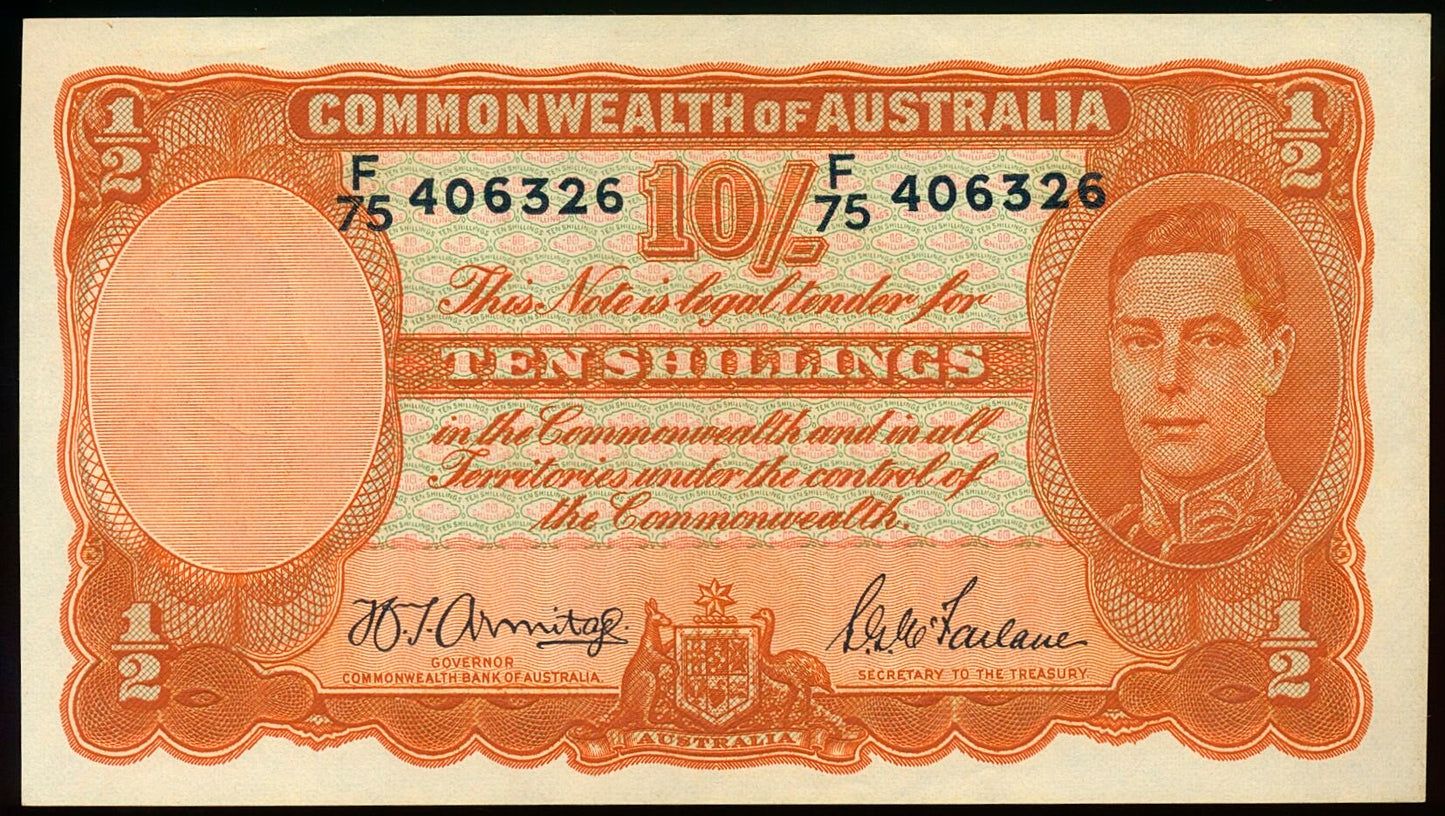 COMMONWEALTH OF AUSTRALIA
1/2
1/2
F/75 406326
10/-
F/75 406326
This Note is legal tender for
TEN SHILLINGS
in the Commonwealth and in all
Territories under the control of
the Commonwealth.
H.T. Armitage.
GOVERNOR
COMMONWEALTH BANK OF AUSTRALIA.
S.G. McFarlane
SECRETARY TO THE TREASURY.
1/2
1/2
AUSTRALIA